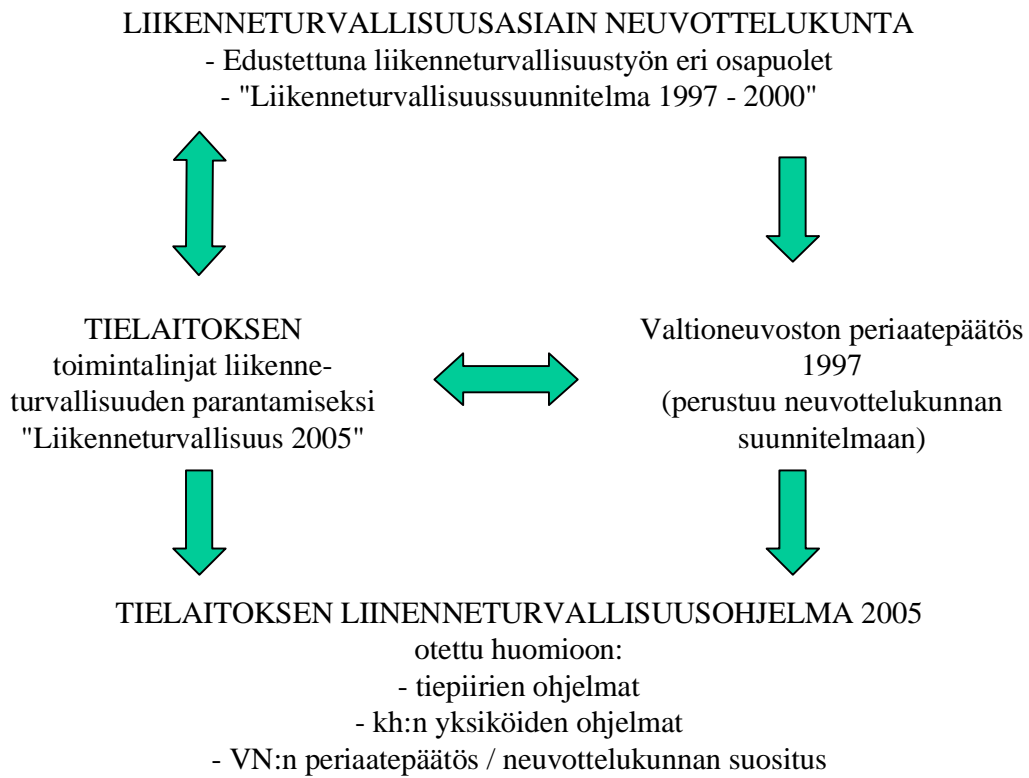 LIIKENNETURVALLISUUSASIAIN NEUVOTTELUKUNTA
- Edustettuna liikenneturvallisuustyön eri osapuolet
- "Liikenneturvallisuussuunnitelma 1997 - 2000"
TIELAITOKSEN
toimintalinjat liikenne-
turvallisuuden parantamiseksi
"Liikenneturvallisuus 2005"
Valtioneuvoston periaatepäätös
1997
(perustuu neuvottelukunnan
suunnitelmaan)
TIELAITOKSEN LIINENNETURVALLISUUSOHJELMA 2005
otettu huomioon:
- tiepiirien ohjelmat
- kh:n yksiköiden ohjelmat
- VN:n periaatepäätös / neuvottelukunnan suositus